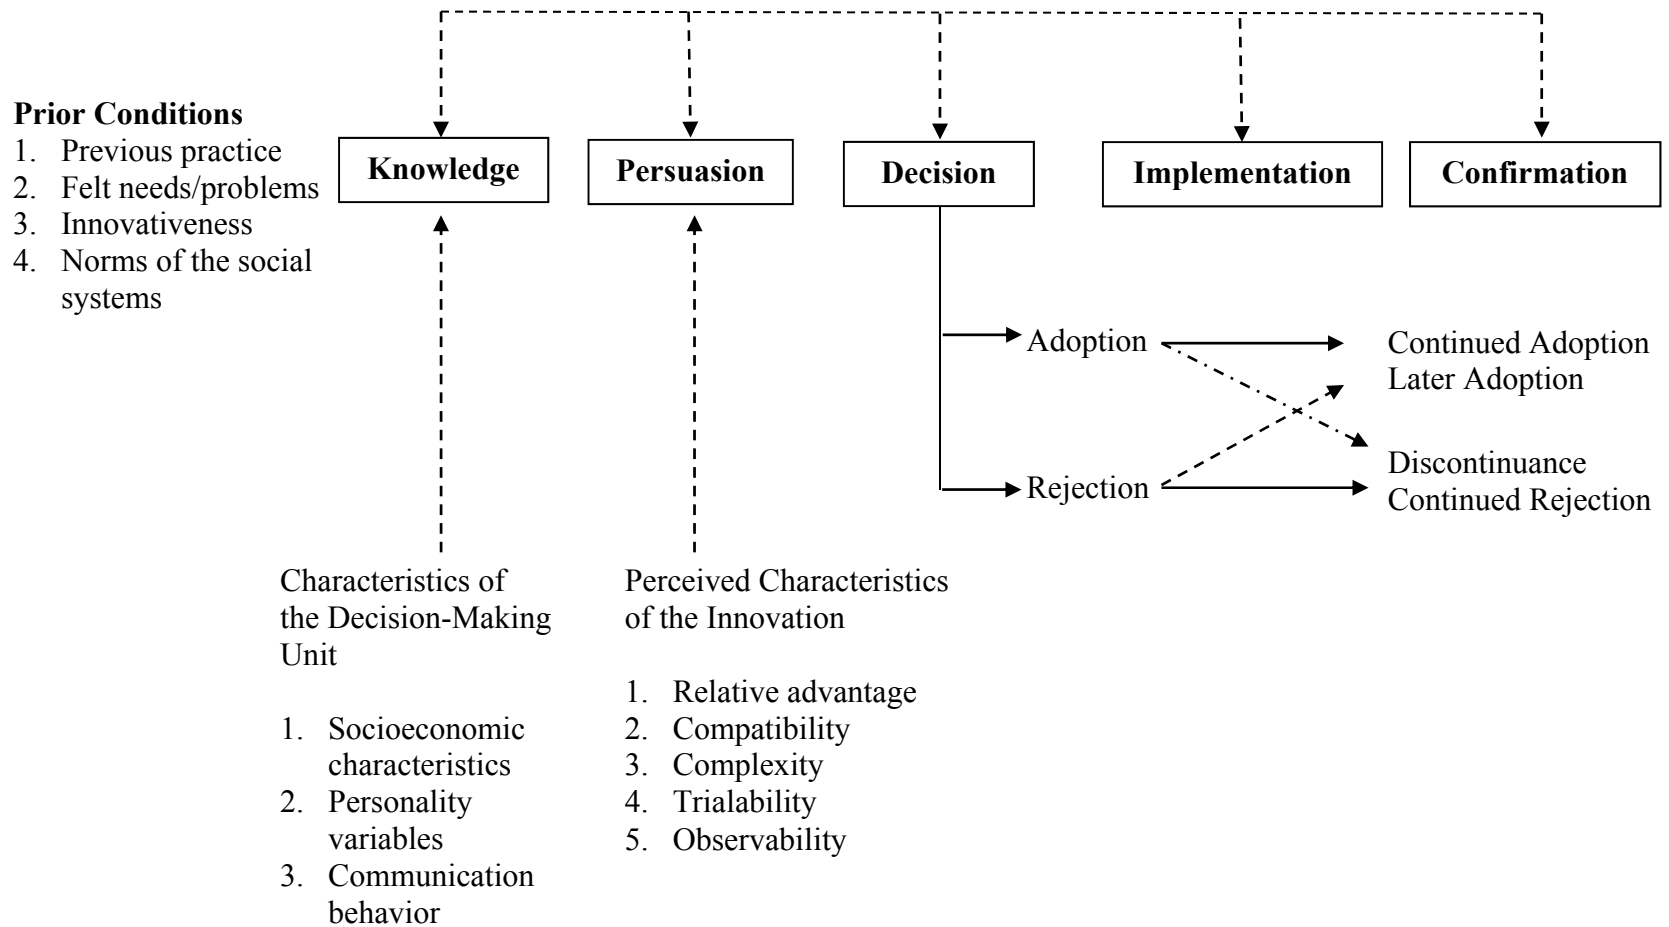 Prior Conditions
1. Previous practice
2. Felt needs/problems
3. Innovativeness
4. Norms of the social
systems
Knowledge
Persuasion
Decision
Implementation
Confirmation
Adoption
Rejection
Continued Adoption
Later Adoption
Discontinuance
Continued Rejection
Characteristics of
the Decision-Making
Unit
1. Socioeconomic
characteristics
2. Personality
variables
3. Communication
behavior
Perceived Characteristics
of the Innovation
1. Relative advantage
2. Compatibility
3. Complexity
4. Trialability
5. Observability